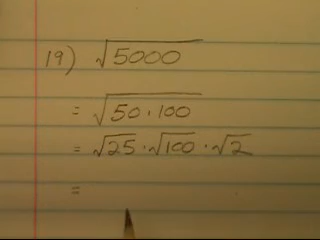 19) √5000
= √50·100
= √25·√100·√2
=